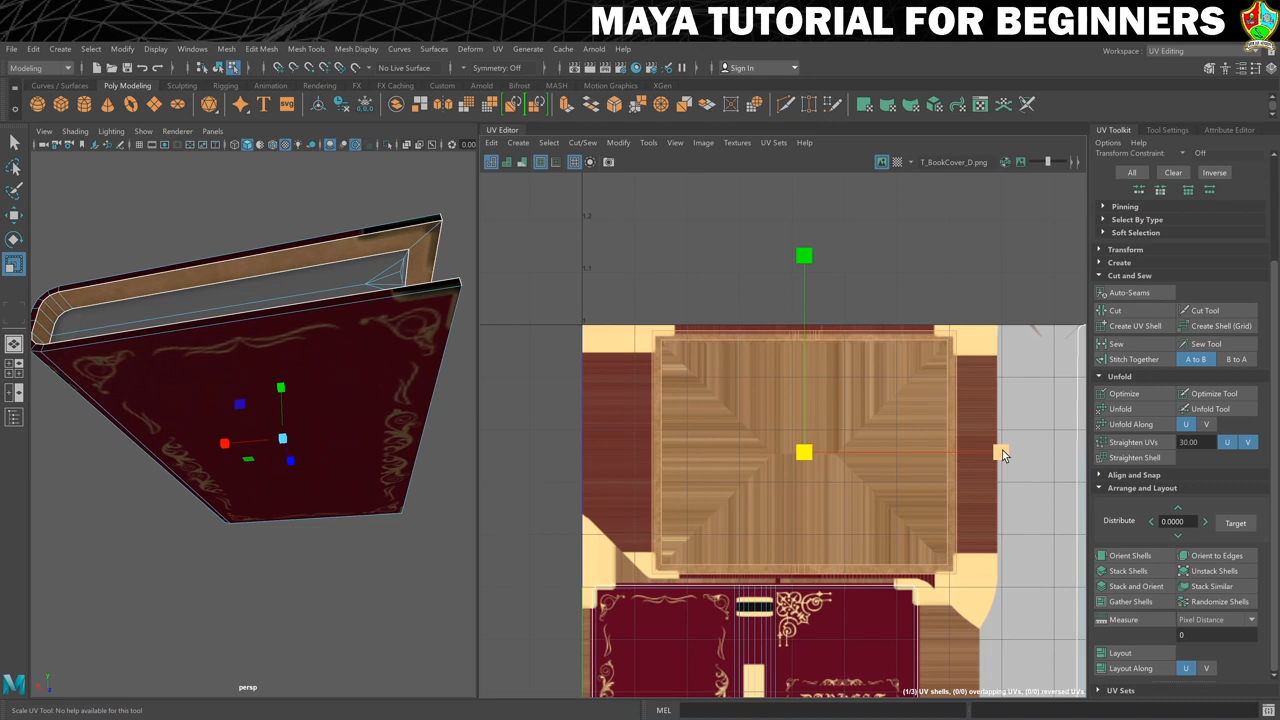 MAYA TUTORIAL FOR BEGINNERS
File Edit Create Select Modify Display Windows Mesh Edit Mesh Mesh Tools Mesh Display Curves Surfaces Deform UV Generate Cache Arnold Help
Workspace : UV Editing
Modeling No Live Surface Symmetry: Off Sign In
Curves / Surfaces Poly Modeling Sculpting Rigging Animation Rendering FX FX Caching Custom Arnold Bifrost MASH Motion Graphics XGen
View Shading Lighting Show Renderer Panels
0.00
UV Editor
Edit Create Select Cut/Sew Modify Tools View Image Textures UV Sets Help
T_BookCover_D.png
1.2
1.1
1
(1/3) UV shells, (0/0) overlapping UVs, (0/0) reversed UVs
persp
UV Toolkit Tool Settings Attribute Editor
Options Help
Transform Constraint: Off
All Clear Inverse
Pinning
Select By Type
Soft Selection
Transform
Create
Cut and Sew
Auto-Seams
Cut Cut Tool
Create UV Shell Create Shell (Grid)
Sew Sew Tool
Stitch Together A to B B to A
Unfold
Optimize Optimize Tool
Unfold Unfold Tool
Unfold Along U V
Straighten UVs 30.00 U V
Straighten Shell
Align and Snap
Arrange and Layout
Distribute 0.0000 Target
Orient Shells Orient to Edges
Stack Shells Unstack Shells
Stack and Orient Stack Similar
Gather Shells Randomize Shells
Measure Pixel Distance
0
Layout
Layout Along U V
UV Sets
Scale UV Tool: No help available for this tool
MEL